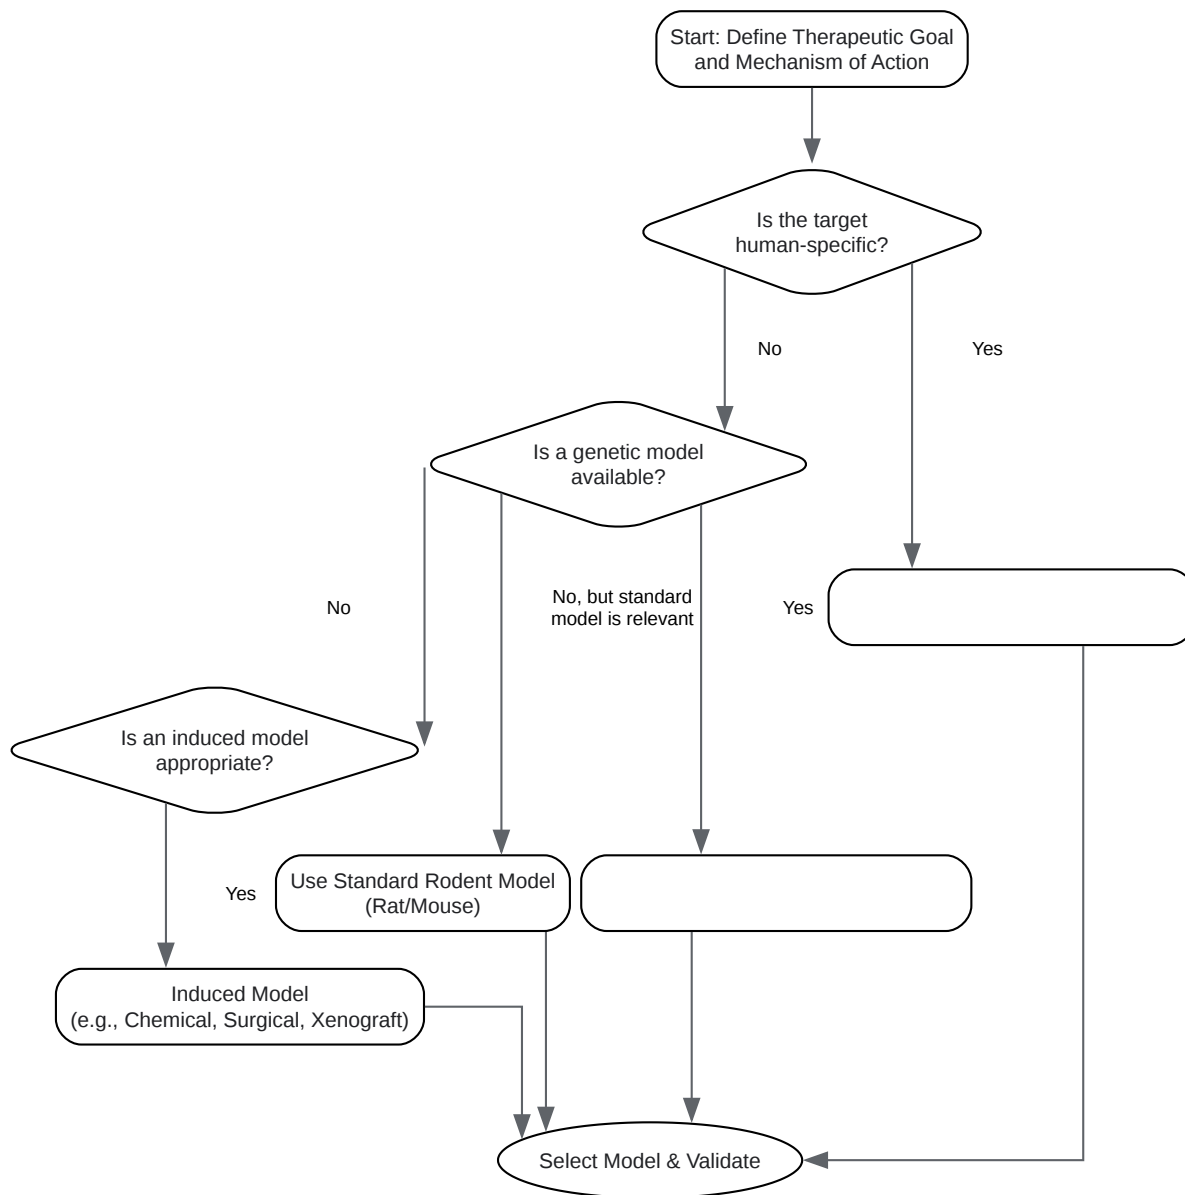 Start: Define Therapeutic Goal
and Mechanism of Action
Is the target
human-specific?
No
Yes
Is a genetic model
available?
No
No, but standard
model is relevant
Yes
Is an induced model
appropriate?
Yes
Use Standard Rodent Model
(Rat/Mouse)
Induced Model
(e.g., Chemical, Surgical, Xenograft)
Select Model & Validate